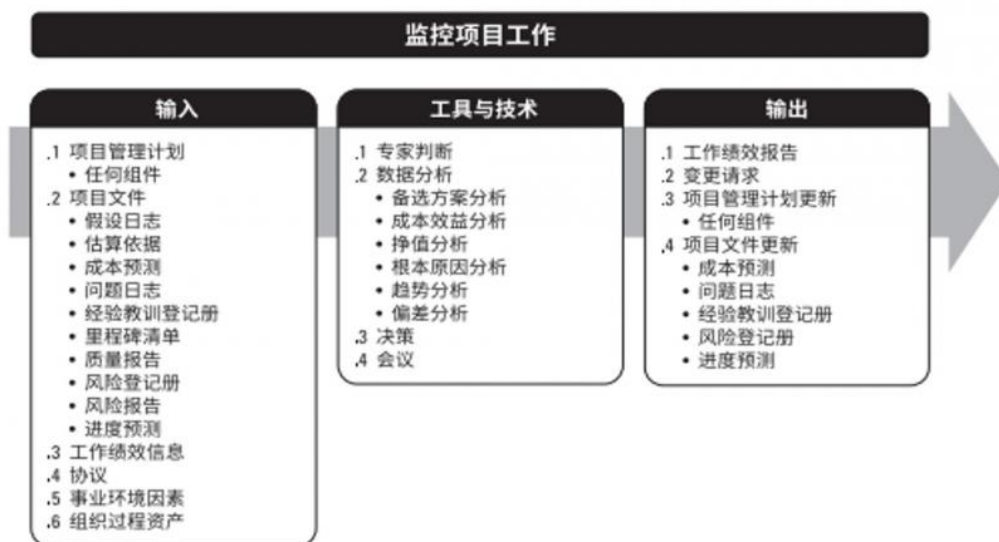 监控项目工作
输入
.1 项目管理计划
• 任何组件
.2 项目文件
• 假设日志
• 估算依据
• 成本预测
• 问题日志
• 经验教训登记册
• 里程碑清单
• 质量报告
• 风险登记册
• 风险报告
• 进度预测
.3 工作绩效信息
.4 协议
.5 事业环境因素
.6 组织过程资产
工具与技术
.1 专家判断
.2 数据分析
• 备选方案分析
• 成本效益分析
• 挣值分析
• 根本原因分析
• 趋势分析
• 偏差分析
.3 决策
.4 会议
输出
.1 工作绩效报告
.2 变更请求
.3 项目管理计划更新
• 任何组件
.4 项目文件更新
• 成本预测
• 问题日志
• 经验教训登记册
• 风险登记册
• 进度预测